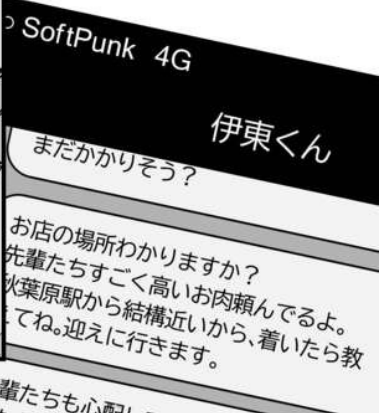 SoftPunk 4G
伊東くん
まだかかりそう？
お店の場所わかりますか？
先輩たちすごく高いお肉頼んでるよ。
秋葉原駅から結構近いから、着いたら教
てね。迎えに行きます。
輩たちも心配し